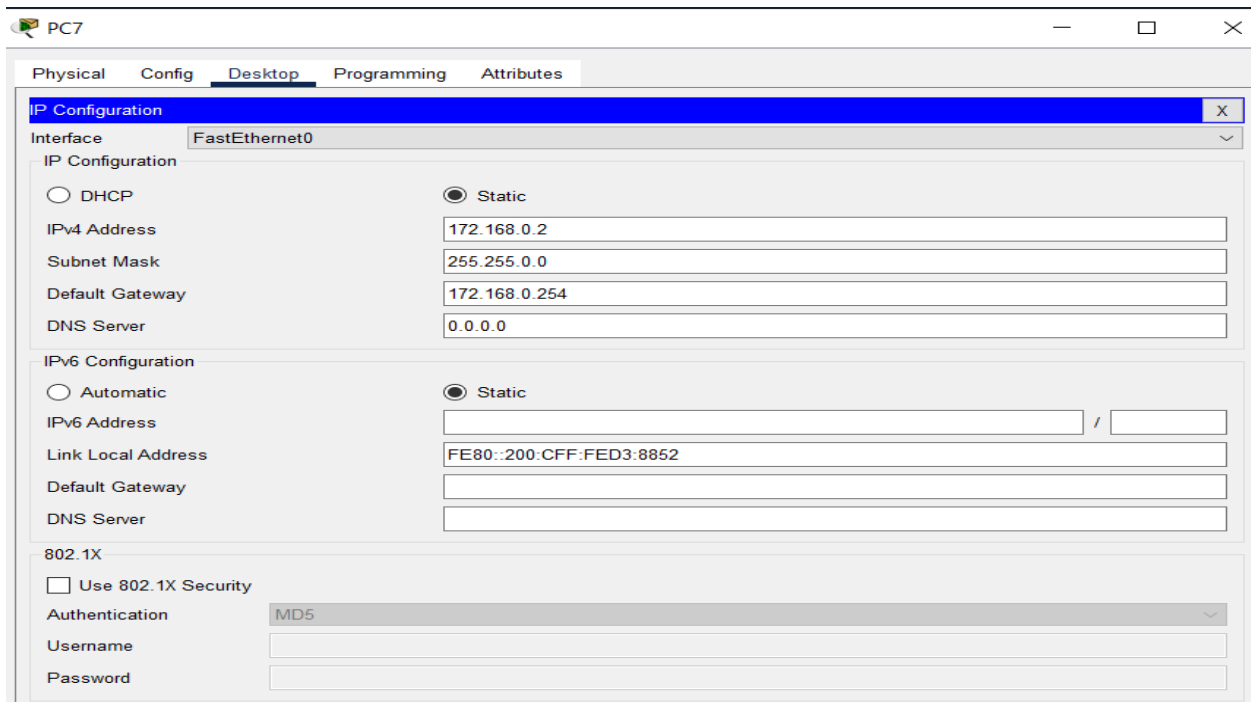 PC7
Physical Config Desktop Programming Attributes
IP Configuration X
Interface FastEthernet0
IP Configuration
DHCP Static
IPv4 Address 172.168.0.2
Subnet Mask 255.255.0.0
Default Gateway 172.168.0.254
DNS Server 0.0.0.0
IPv6 Configuration
Automatic Static
IPv6 Address /
Link Local Address FE80::200:CFF:FED3:8852
Default Gateway
DNS Server
802.1X
Use 802.1X Security
Authentication MD5
Username
Password